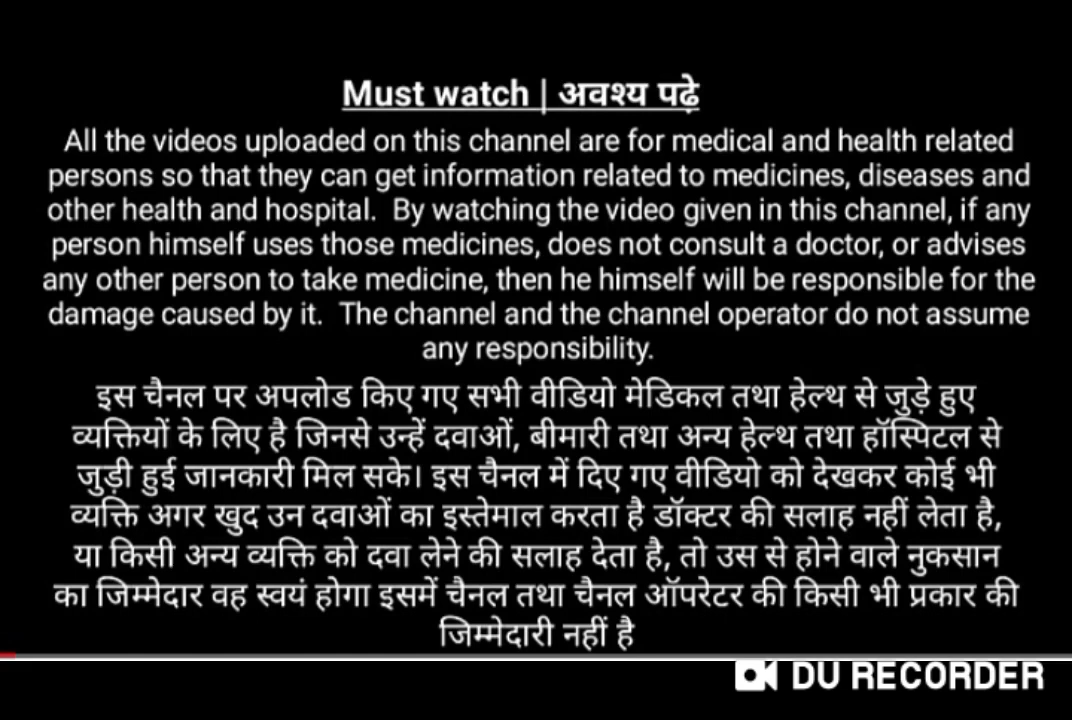 Must watch | अवश्य पढ़े
All the videos uploaded on this channel are for medical and health related
persons so that they can get information related to medicines, diseases and
other health and hospital. By watching the video given in this channel, if any
person himself uses those medicines, does not consult a doctor, or advises
any other person to take medicine, then he himself will be responsible for the
damage caused by it. The channel and the channel operator do not assume
any responsibility.
इस चैनल पर अपलोड किए गए सभी वीडियो मेडिकल तथा हेल्थ से जुड़े हुए
व्यक्तियों के लिए है जिनसे उन्हें दवाओं, बीमारी तथा अन्य हेल्थ तथा हॉस्पिटल से
जुड़ी हुई जानकारी मिल सके। इस चैनल में दिए गए वीडियो को देखकर कोई भी
व्यक्ति अगर खुद उन दवाओं का इस्तेमाल करता है डॉक्टर की सलाह नहीं लेता है,
या किसी अन्य व्यक्ति को दवा लेने की सलाह देता है, तो उस से होने वाले नुकसान
का जिम्मेदार वह स्वयं होगा इसमें चैनल तथा चैनल ऑपरेटर की किसी भी प्रकार की
जिम्मेदारी नहीं है
DU RECORDER